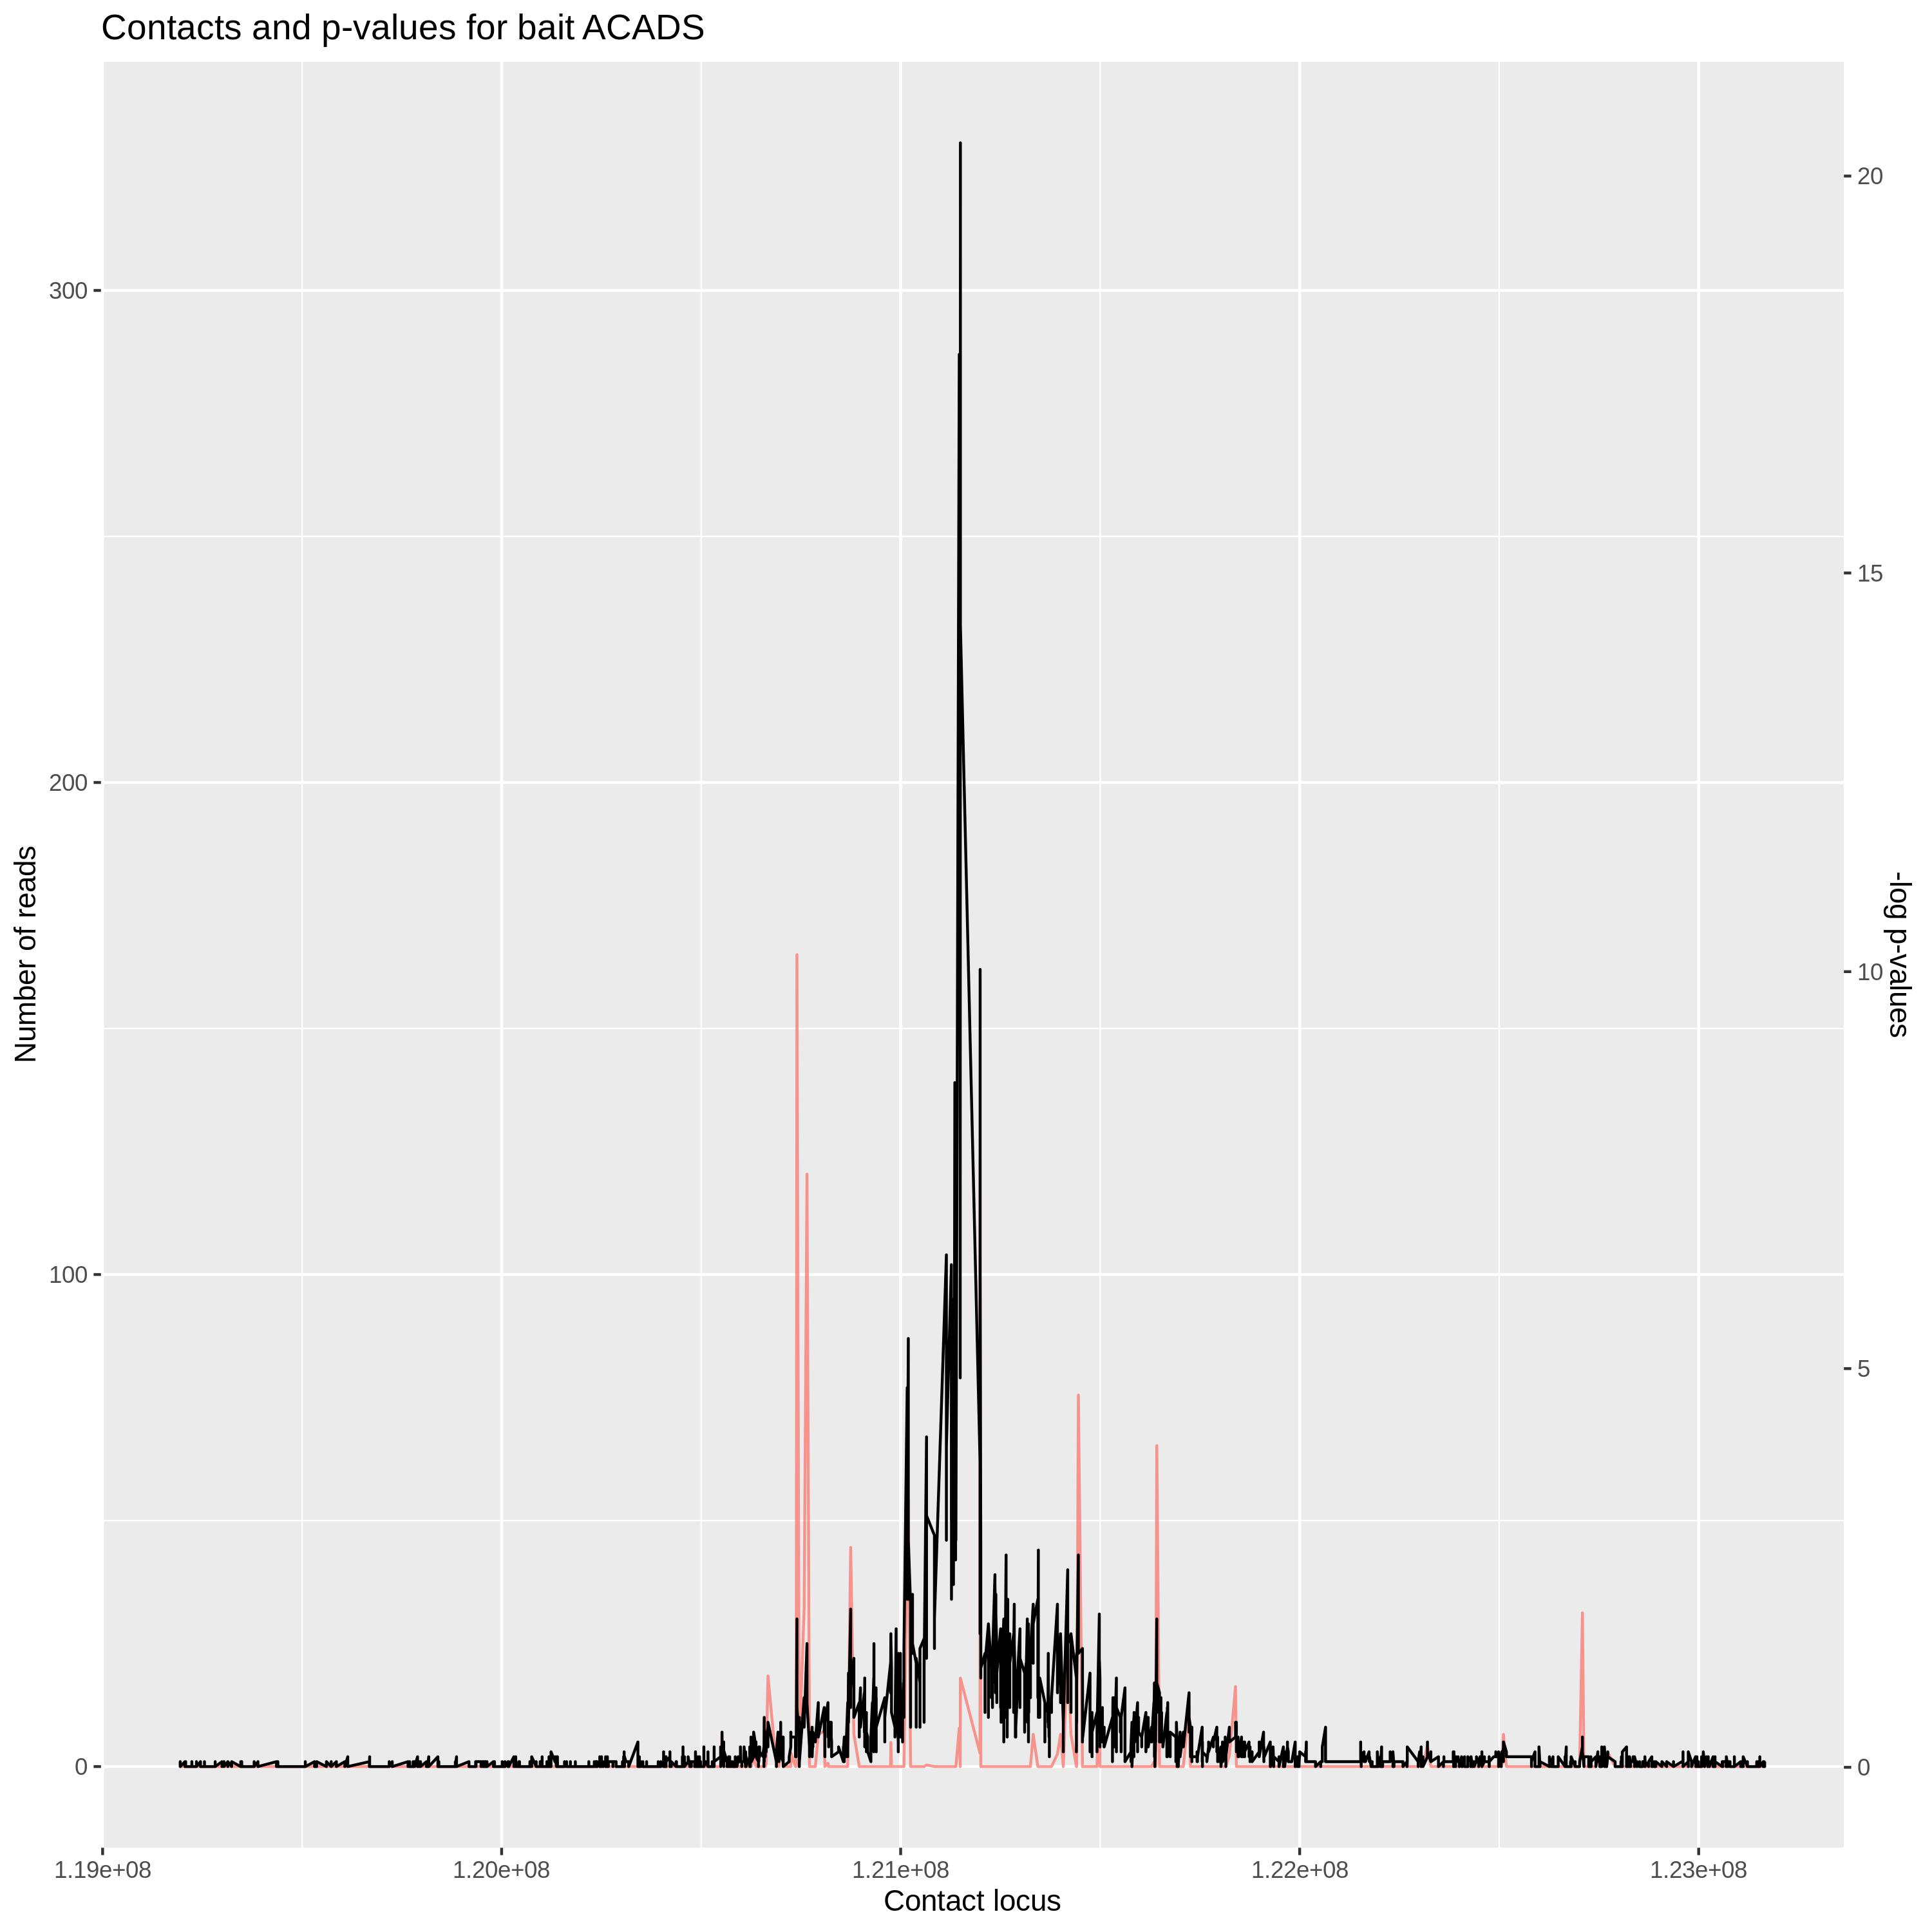 Contacts and p-values for bait ACADS
Number of reads
300
200
100
0
20
15
10
5
0
-log p-values
1.19e+08
1.20e+08
1.21e+08
1.22e+08
1.23e+08
Contact locus